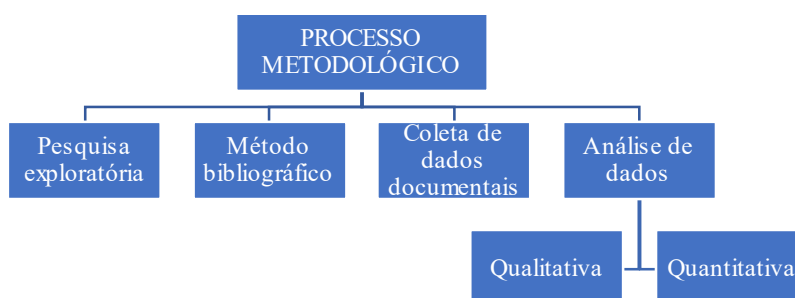 PROCESSO
METODOLÓGICO
Pesquisa
exploratória
Método
bibliográfico
Coleta de
dados
documentais
Análise de
dados
Qualitativa
Quantitativa